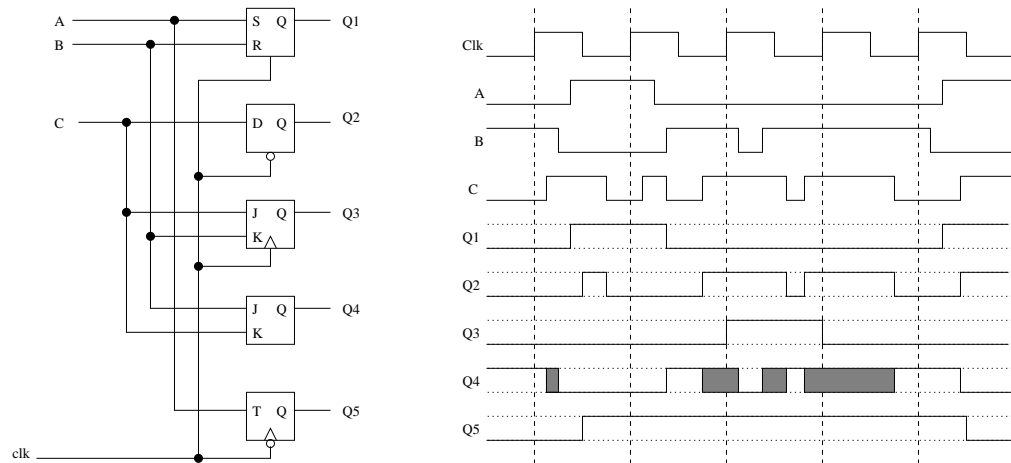 A S Q Q1
B R
C D Q Q2
J Q Q3
K
J Q Q4
K
T Q Q5
clk
Clk
A
B
C
Q1
Q2
Q3
Q4
Q5